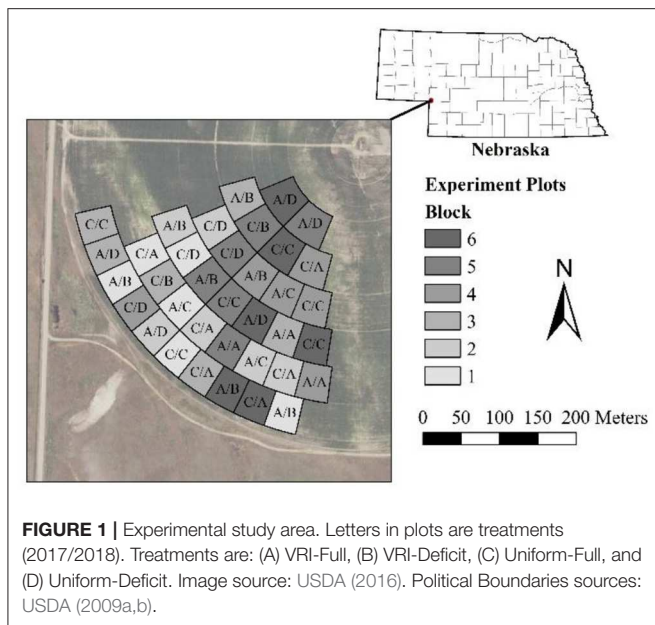 Nebraska
A/B A/D
C/C A/B C/D C/B A/D
A/D C/A C/D C/D C/C C/A
A/B C/B A/B A/B A/C C/C
C/D A/C C/C A/D A/A C/C
A/D C/A A/A A/C C/A A/A
C/C C/A A/B C/A A/B
Experiment Plots
Block
6
5
4
3
2
1
N
0 50 100 150 200 Meters
FIGURE 1 | Experimental study area. Letters in plots are treatments
(2017/2018). Treatments are: (A) VRI-Full, (B) VRI-Deficit, (C) Uniform-Full, and
(D) Uniform-Deficit. Image source: USDA (2016). Political Boundaries sources:
USDA (2009a,b).